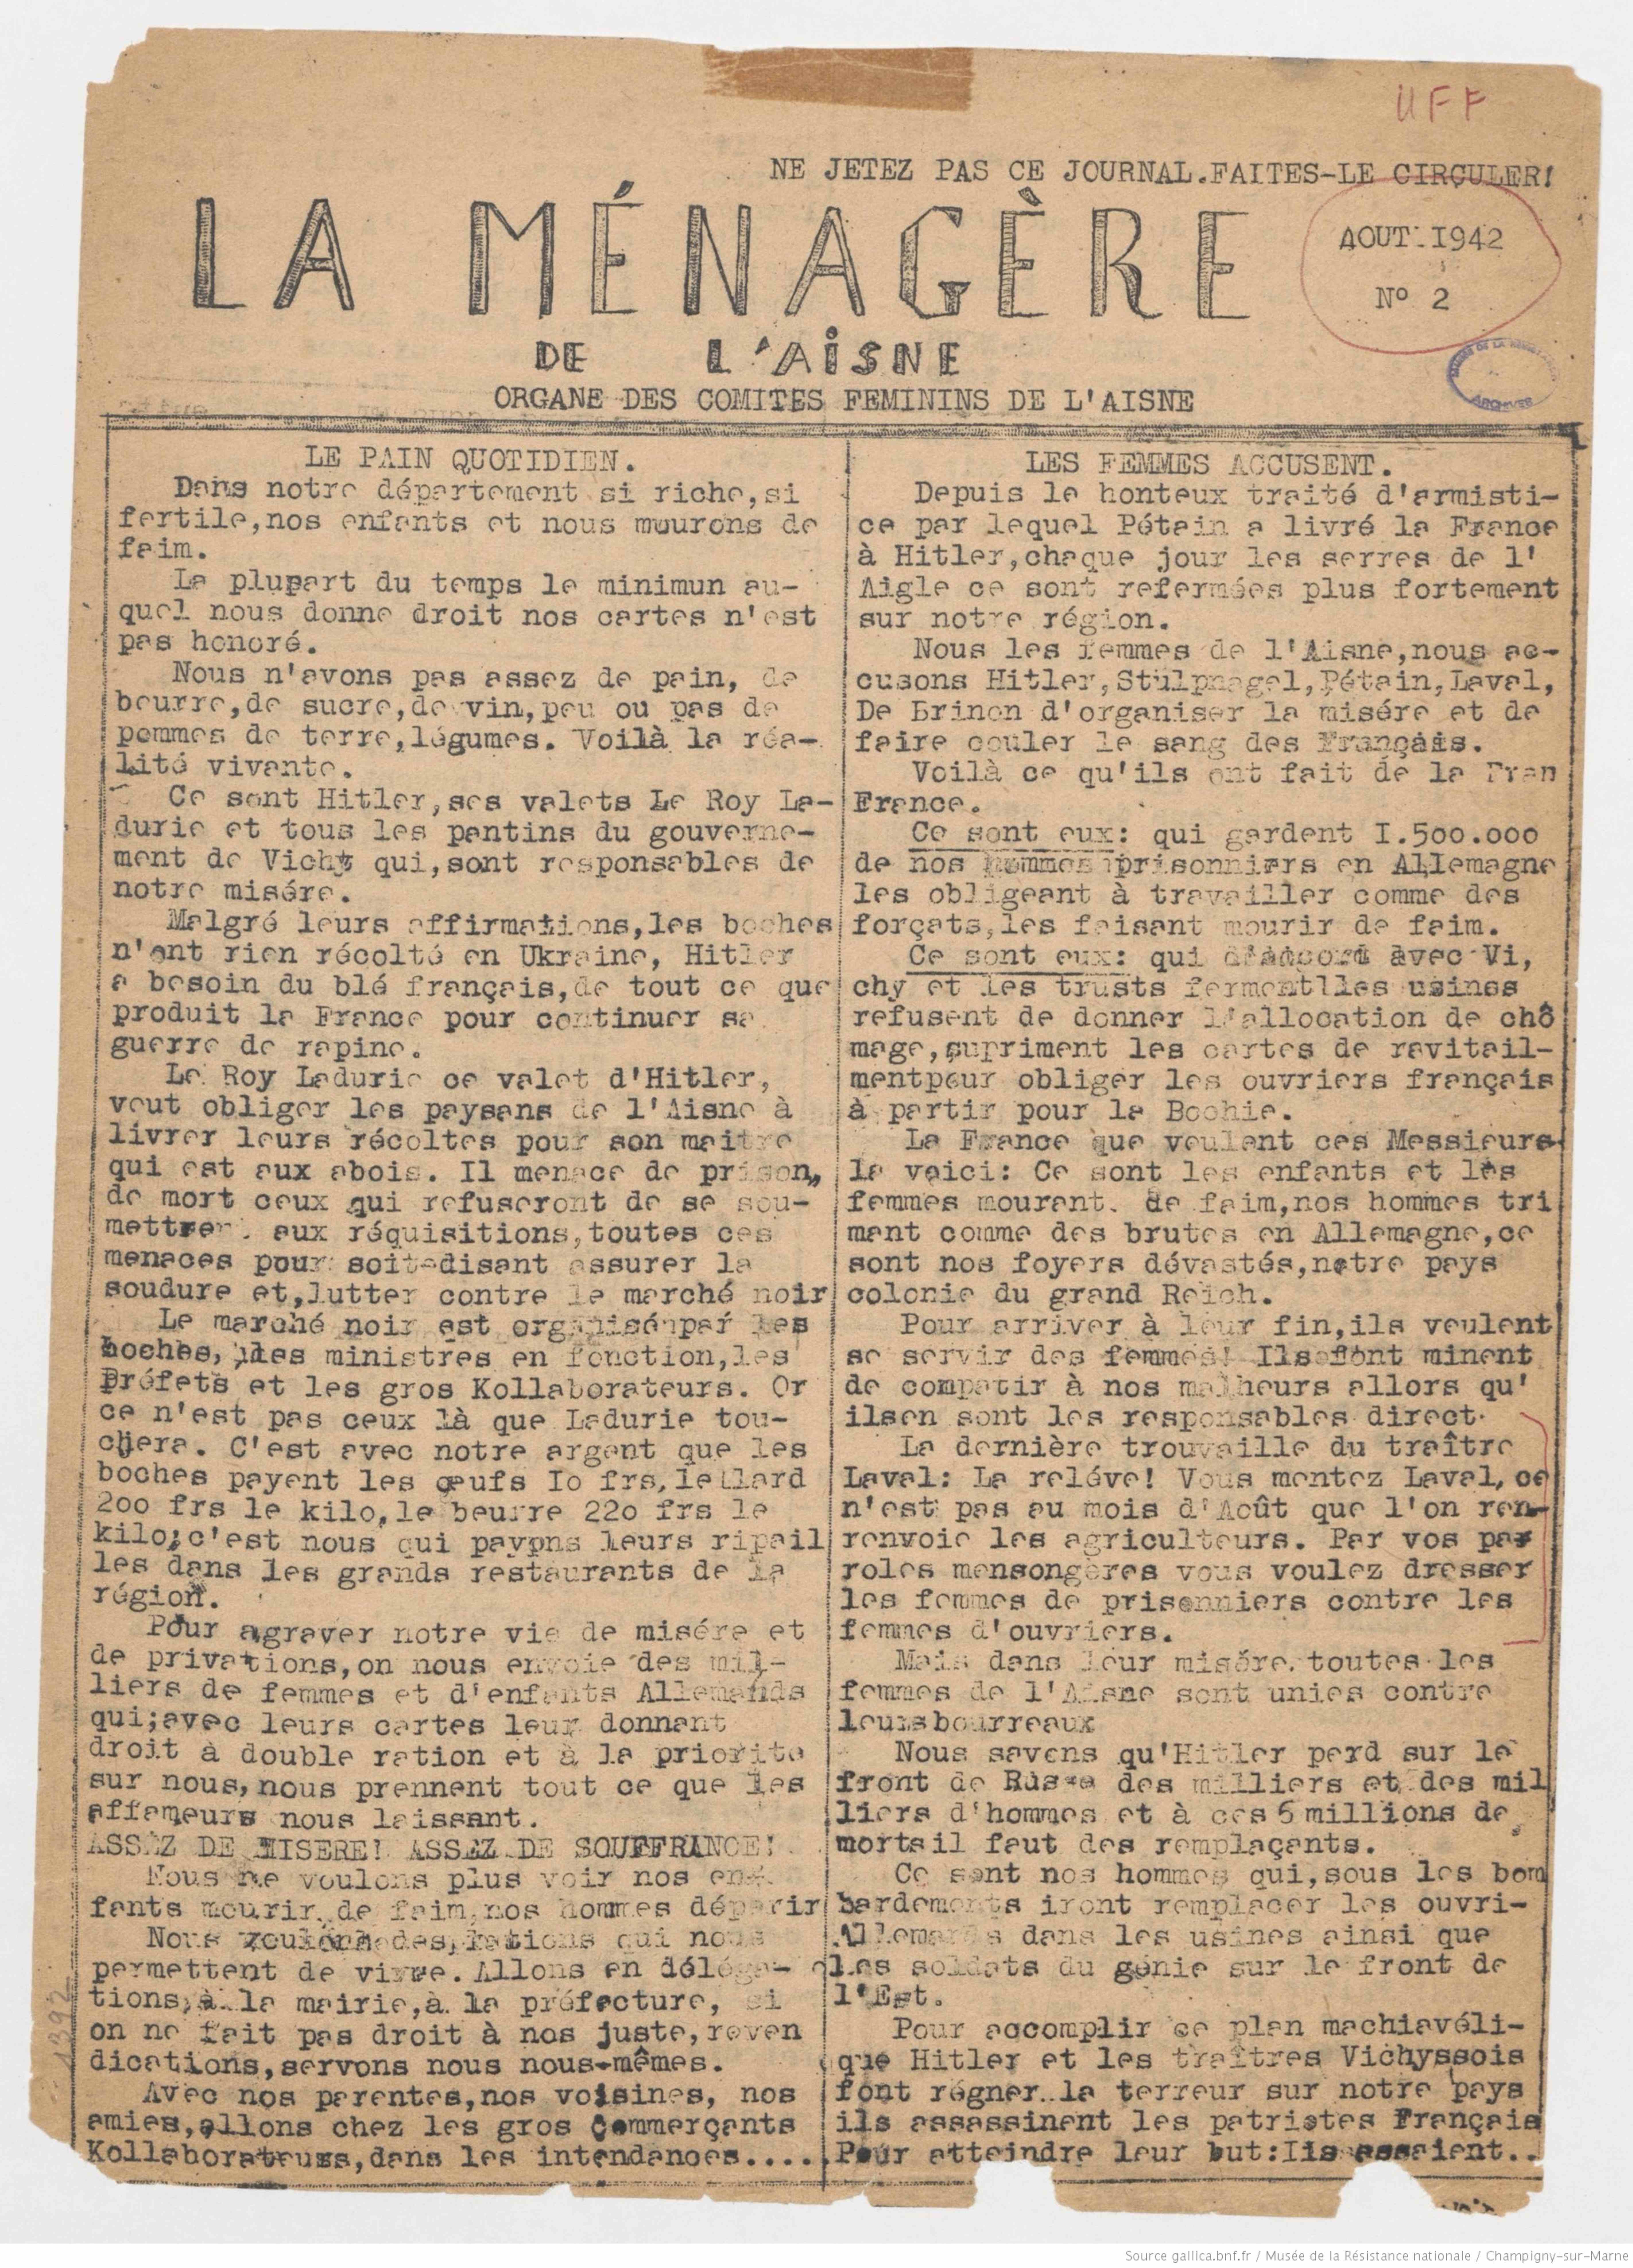 UFF
NE JETEZ PAS CE JOURNAL.FAITES-LE CIRCULER!
LA MÉNAGÈRE
AOUT.I942
Nº 2
DE L'AiSNE
ORGANE DES COMITES FEMININS DE L'AISNE
ARCHIVES
LE PAIN QUOTIDIEN.
Dans notre département si riche,si
fertile,nos enfants et nous mourons de
faim.
La plupart du temps le minimun au-
quel nous donne droit nos cartes n'est
pas honoré.
Nous n'avons pas assez de pain, de
beurre,de sucre,de vin,peu ou pas de
pommes de terre,légumes. Voilà la réa-
lité vivante.
Ce sont Hitler,ses valets Le Roy La-
durie et tous les pantins du gouverne-
ment de Vichy qui,sont responsables de
notre misére.
Malgré leurs affirmations,les boches
n'ont rien récolté en Ukraine, Hitler
a besoin du blé français,de tout ce que
produit la France pour continuer sa
guerre de rapine.
Le Roy Ladurie ce valet d'Hitler,
veut obliger les paysans de l'Aisne à
livrer leurs récoltes pour son maitre
qui est aux abois. Il menace de prison,,
de mort ceux qui refuseront de se sou-
mettre aux réquisitions,toutes ces
menaces pour soit-disant assurer la
soudure et,lutter contre le marché noir
Le marché noir est organisé par les
boches, les ministres en fonction,les
Préfets et les gros Kollaborateurs. Or
ce n'est pas ceux là que Ladurie tou-
chera. C'est avec notre argent que les
boches payent les œufs Io frs,le lard
200 frs le kilo,le beurre 220 frs le
kilo;c'est nous qui payons leurs ripail
les dans les grands restaurants de la
région.
Pour agraver notre vie de misére et
de privations,on nous envoie des mil-
liers de femmes et d'enfants Allemands
qui;avec leurs cartes leur donnant
droit à double ration et à la priorité
sur nous,nous prennent tout ce que les
affameurs nous laissant.
ASSEZ DE MISERE! ASSEZ DE SOUFFRANCE!
Nous ne voulons plus voir nos en-
fants mourir de faim,nos hommes dépérir
Nous voulons des rations qui nous
permettent de vivre. Allons en déléga-
tions,à la mairie,à la préfecture, si
on ne fait pas droit à nos juste,reven
dications,servons nous nous-mêmes.
Avec nos parentes,nos voisines, nos
amies,allons chez les gros Commerçants
Kollaborateurs,dans les intendances.....
LES FEMMES ACCUSENT.
Depuis le honteux traité d'armisti-
ce par lequel Pétain a livré la France
à Hitler,chaque jour les serres de l'
Aigle ce sont refermées plus fortement
sur notre région.
Nous les femmes de l'Aisne,nous ac-
cusons Hitler,Stülpnagel,Pétain,Laval,
De Brinon d'organiser la misére et de
faire couler le sang des Français.
Voilà ce qu'ils ont fait de la Fran
France.
Ce sont eux: qui gardent I.500.000
de nos hommes prisonniers en Allemagne
les obligeant à travailler comme des
forçats,les faisant mourir de faim.
Ce sont eux: qui d'accord avec Vi,
chy et les trusts ferment les usines
refusent de donner l'allocation de chô
mage,supriment les cartes de ravitail-
ment pour obliger les ouvriers français
à partir pour la Bochie.
La France que veulent ces Messieurs
la voici: Ce sont les enfants et les
femmes mourant de faim,nos hommes tri
mant comme des brutes en Allemagne,ce
sont nos foyers dévastés,notre pays
colonie du grand Reich.
Pour arriver à leur fin,ils veulent
se servir des femmes! Ils font minent
de compatir à nos malheurs allors qu'
ilsen sont les responsables direct.
La dernière trouvaille du traître
Laval: La reléve! Vous mentez Laval,ce
n'est pas au mois d'Août que l'on ren-
renvoie les agriculteurs. Par vos pa-
roles mensongères vous voulez dresser
les femmes de prisonniers contre les
femmes d'ouvriers.
Mais dans leur misére.toutes les
femmes de l'Aisne sont unies contre
leurs bourreaux
Nous savons qu'Hitler perd sur le
front de Russe des milliers et des mil
liers d'hommes et à ces 6 millions de
morts il faut des remplaçants.
Ce sont nos hommes qui,sous les bom
bardements iront remplacer les ouvri-
Allemands dans les usines ainsi que
les soldats du génie sur le front de
l'Est.
Pour accomplir ce plan machiavéli-
que Hitler et les traîtres Vichyssois
font régner la terreur sur notre pays
ils assassinent les patriotes Français
Pour atteindre leur but:Ils essaient..
Source gallica.bnf.fr / Musée de la Résistance nationale / Champigny-sur-Marne